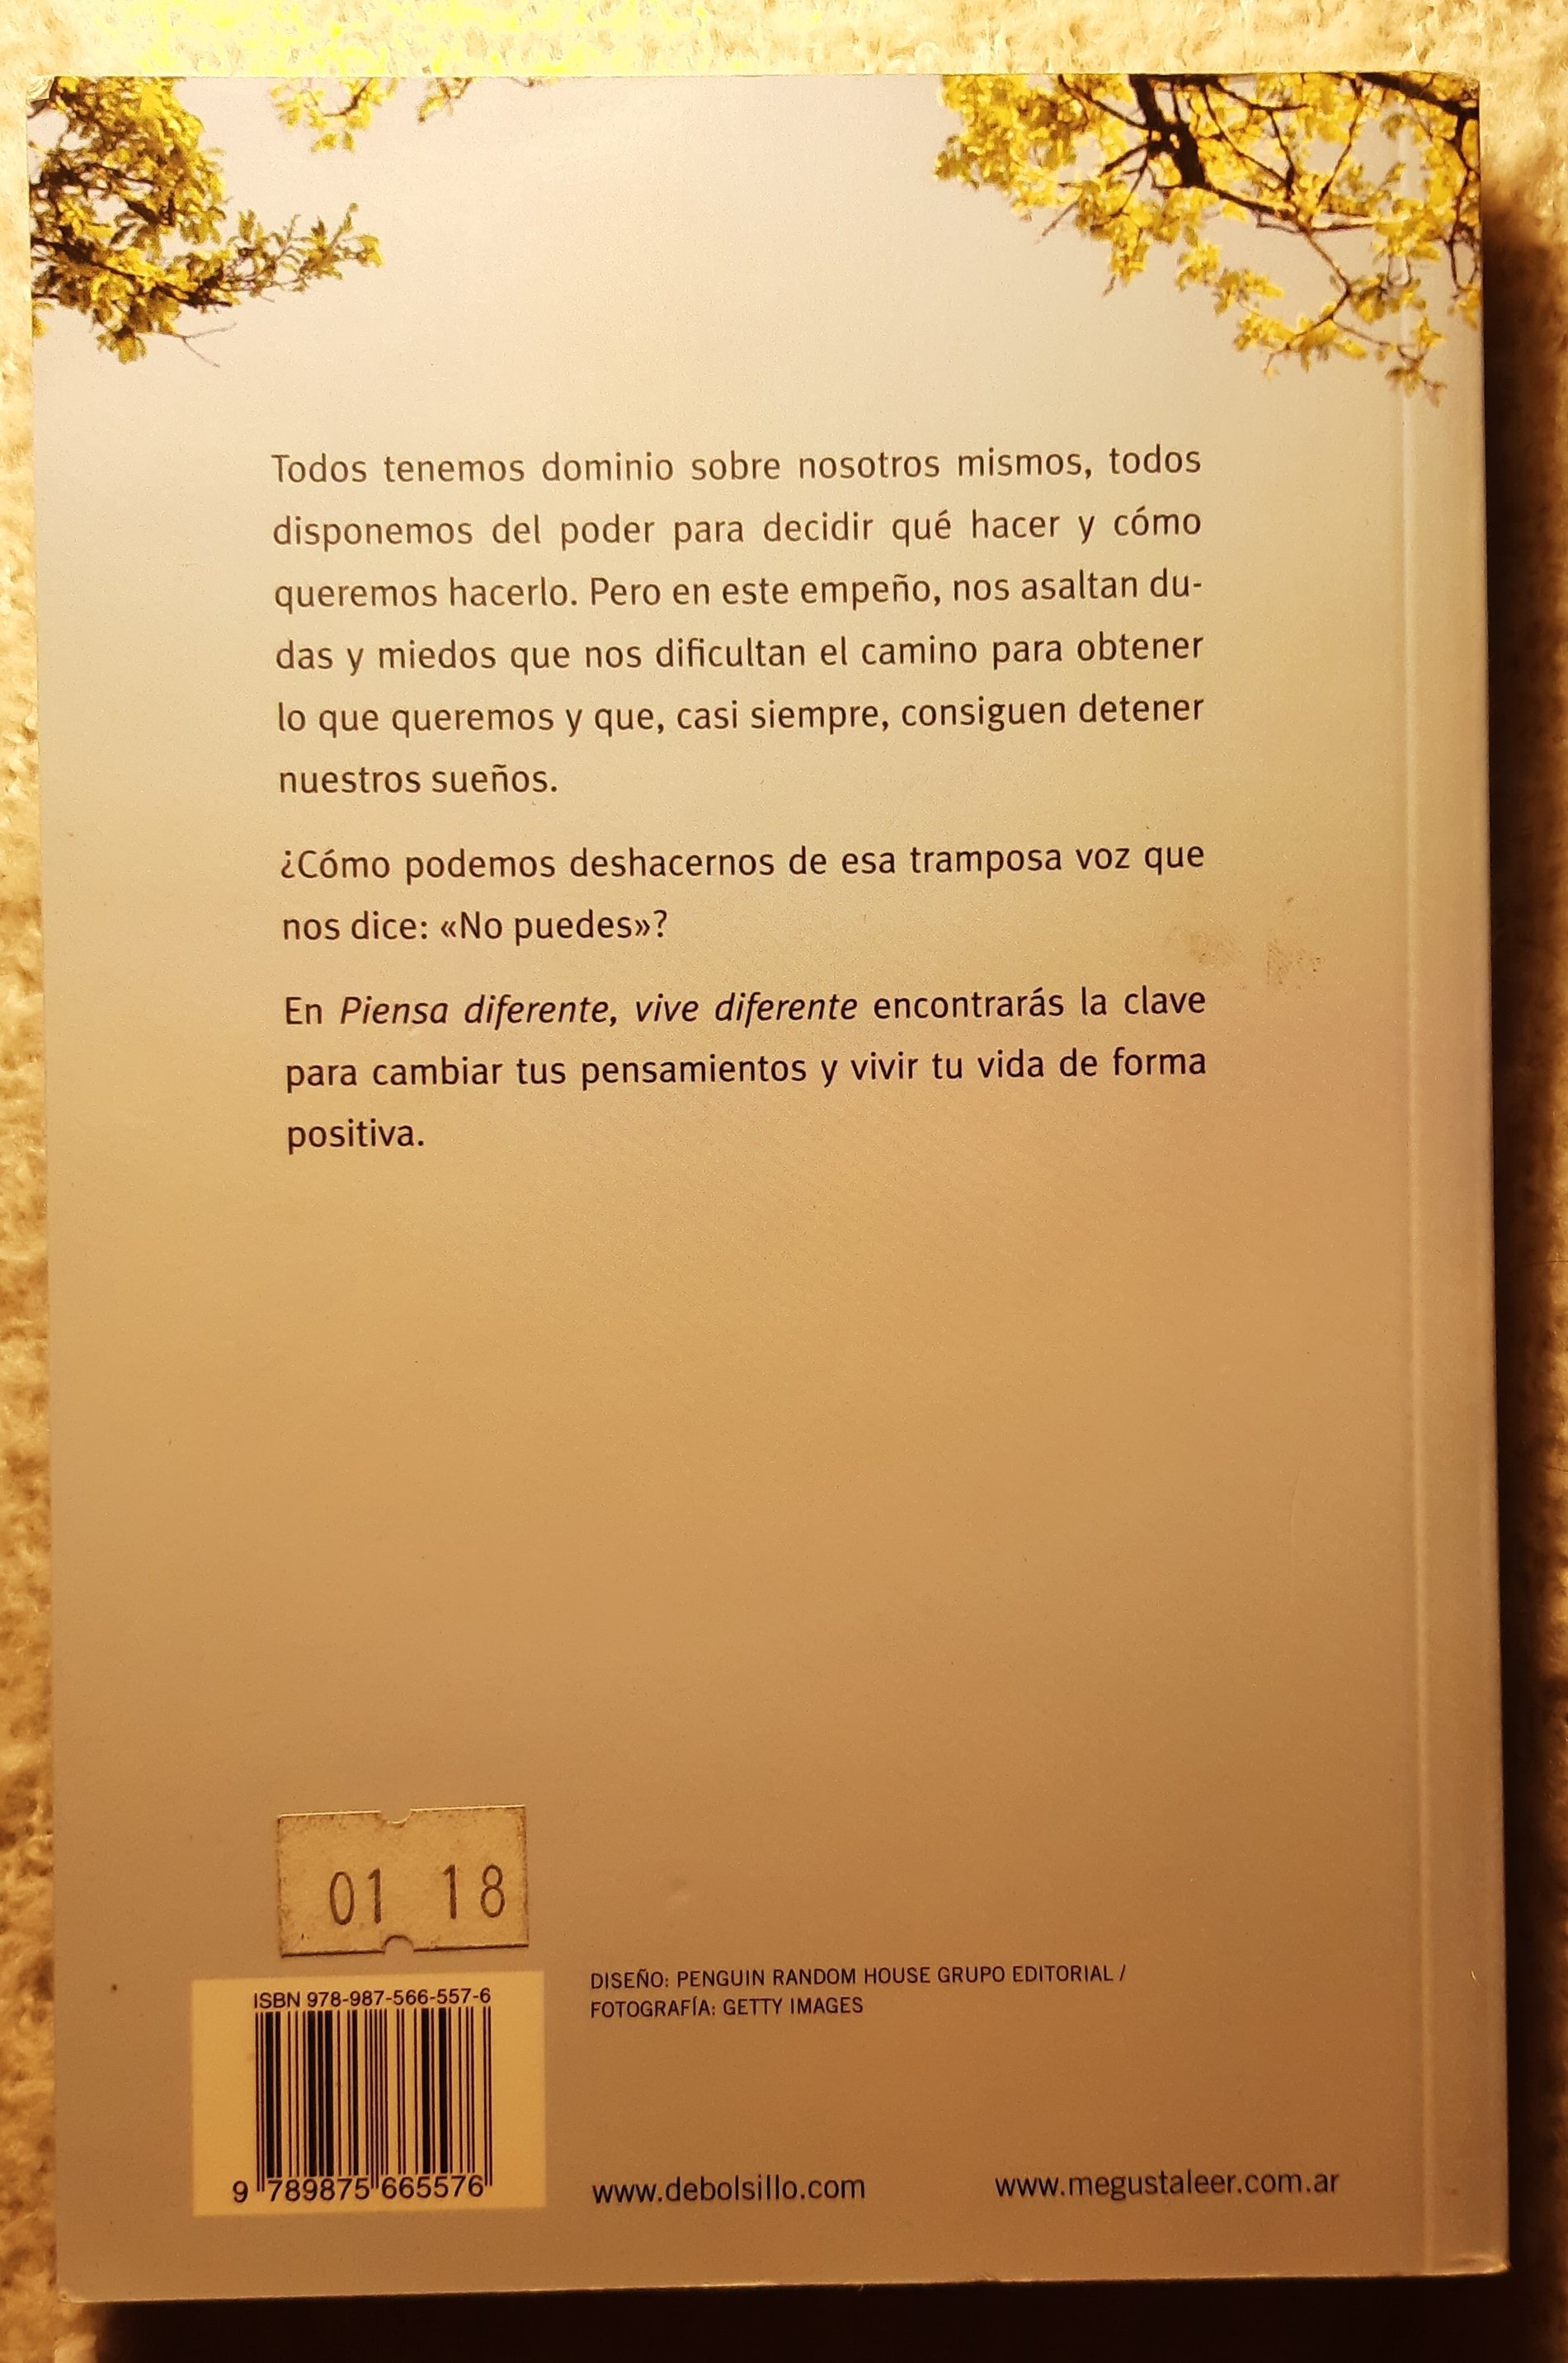 Todos tenemos dominio sobre nosotros mismos, todos
disponemos del poder para decidir qué hacer y cómo
queremos hacerlo. Pero en este empeño, nos asaltan du-
das y miedos que nos dificultan el camino para obtener
lo que queremos y que, casi siempre, consiguen detener
nuestros sueños.
¿Cómo podemos deshacernos de esa tramposa voz que
nos dice: «No puedes»?
En Piensa diferente, vive diferente encontrarás la clave
para cambiar tus pensamientos y vivir tu vida de forma
positiva.
01 18
ISBN 978-987-566-557-6
9 789875 665576
DISEÑO: PENGUIN RANDOM HOUSE GRUPO EDITORIAL /
FOTOGRAFÍA: GETTY IMAGES
www.debolsillo.com
www.megustaleer.com.ar